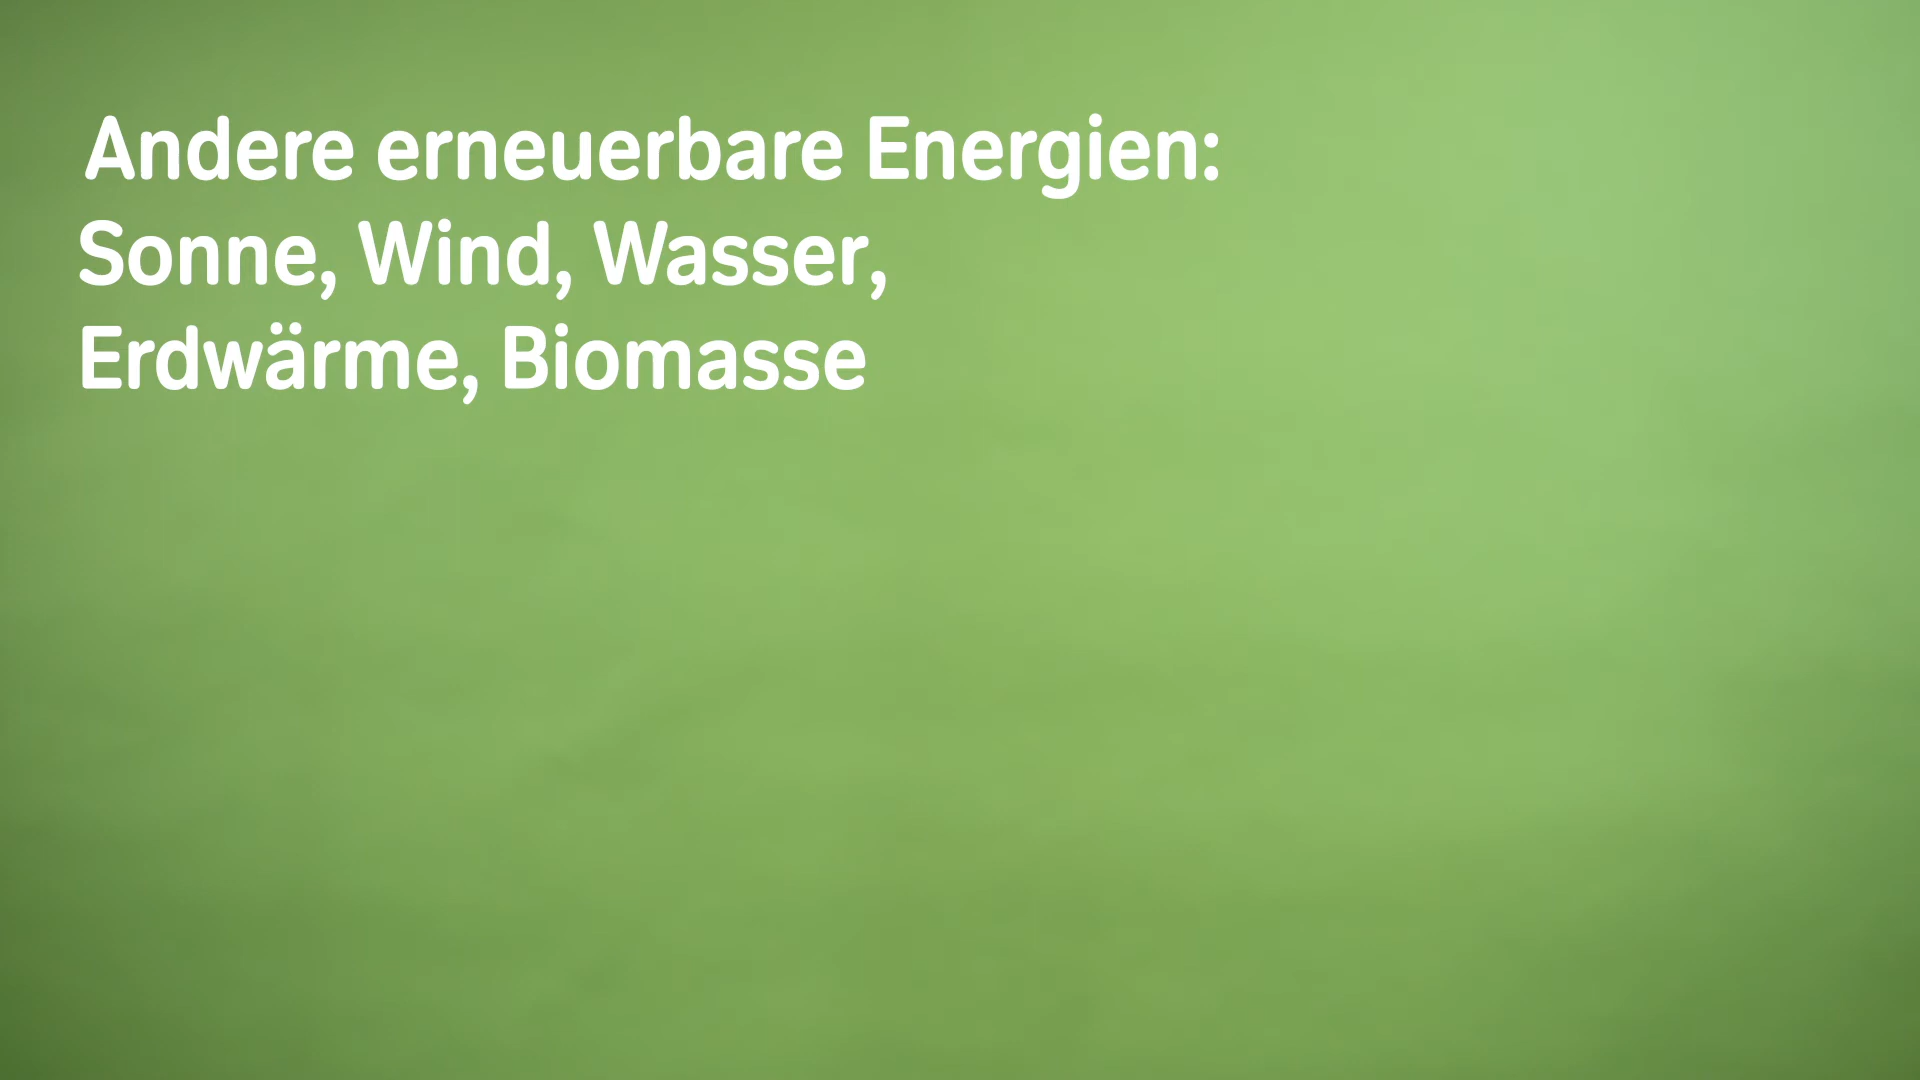 Andere erneuerbare Energien:
Sonne, Wind, Wasser,
Erdwärme, Biomasse